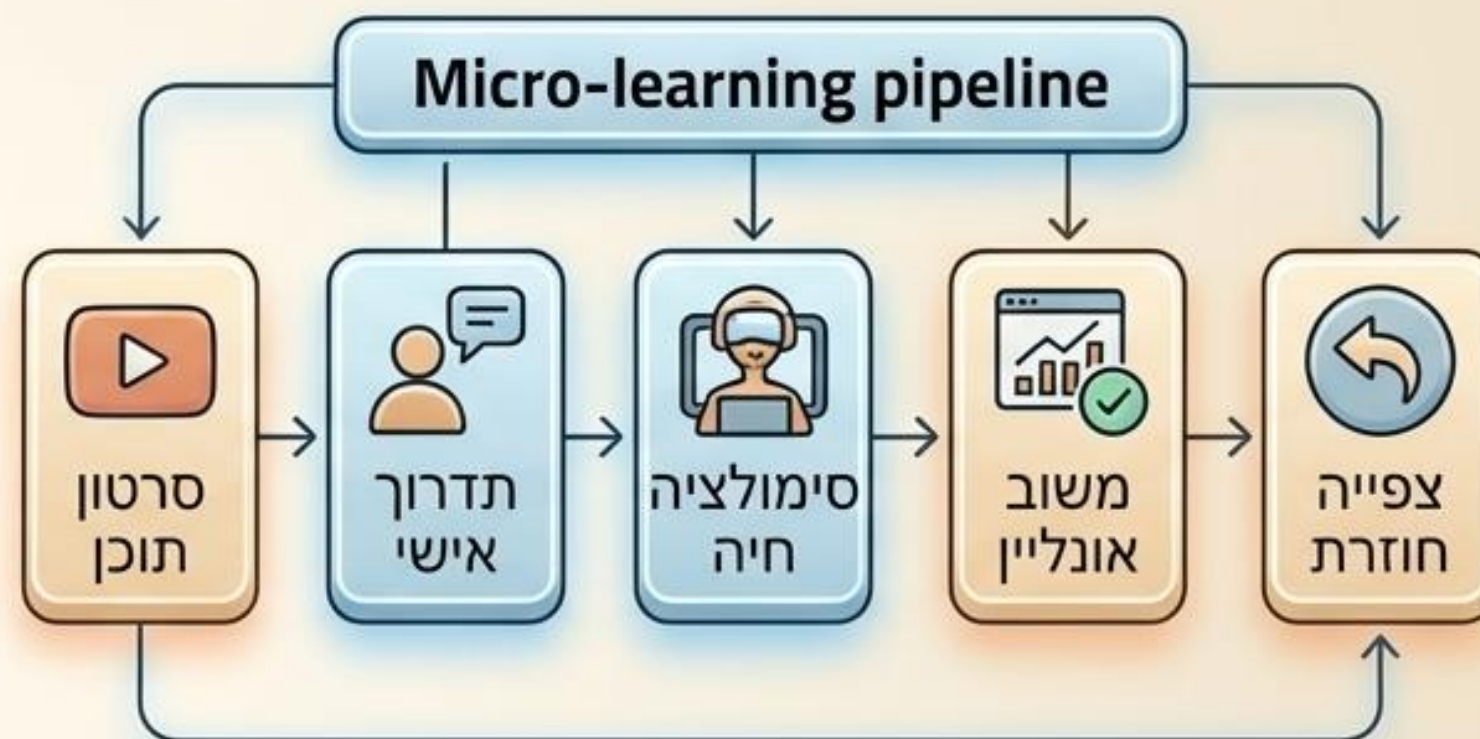 Micro-learning pipeline
סרטון
תוכן
תדרוך
אישי
סימולציה
חיה
משוב
אונליין
צפייה
חוזרת